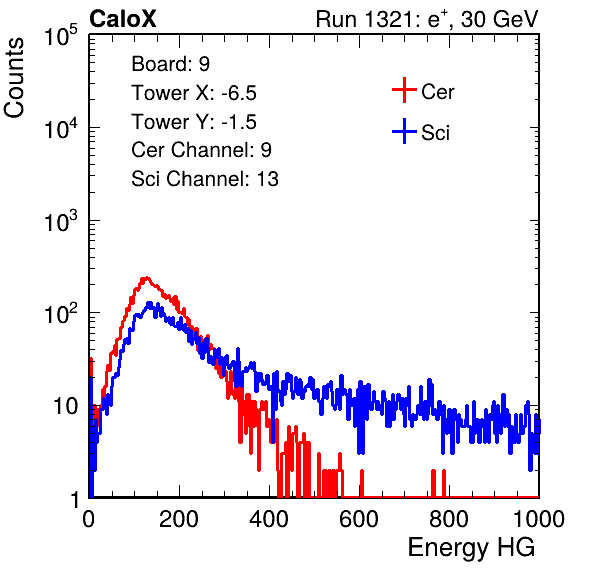 CaloX Run 1321: e⁺, 30 GeV
Counts
Board: 9
Tower X: -6.5
Tower Y: -1.5
Cer Channel: 9
Sci Channel: 13
Cer
Sci
10⁵
10⁴
10³
10²
10
1
0 200 400 600 800 1000
Energy HG